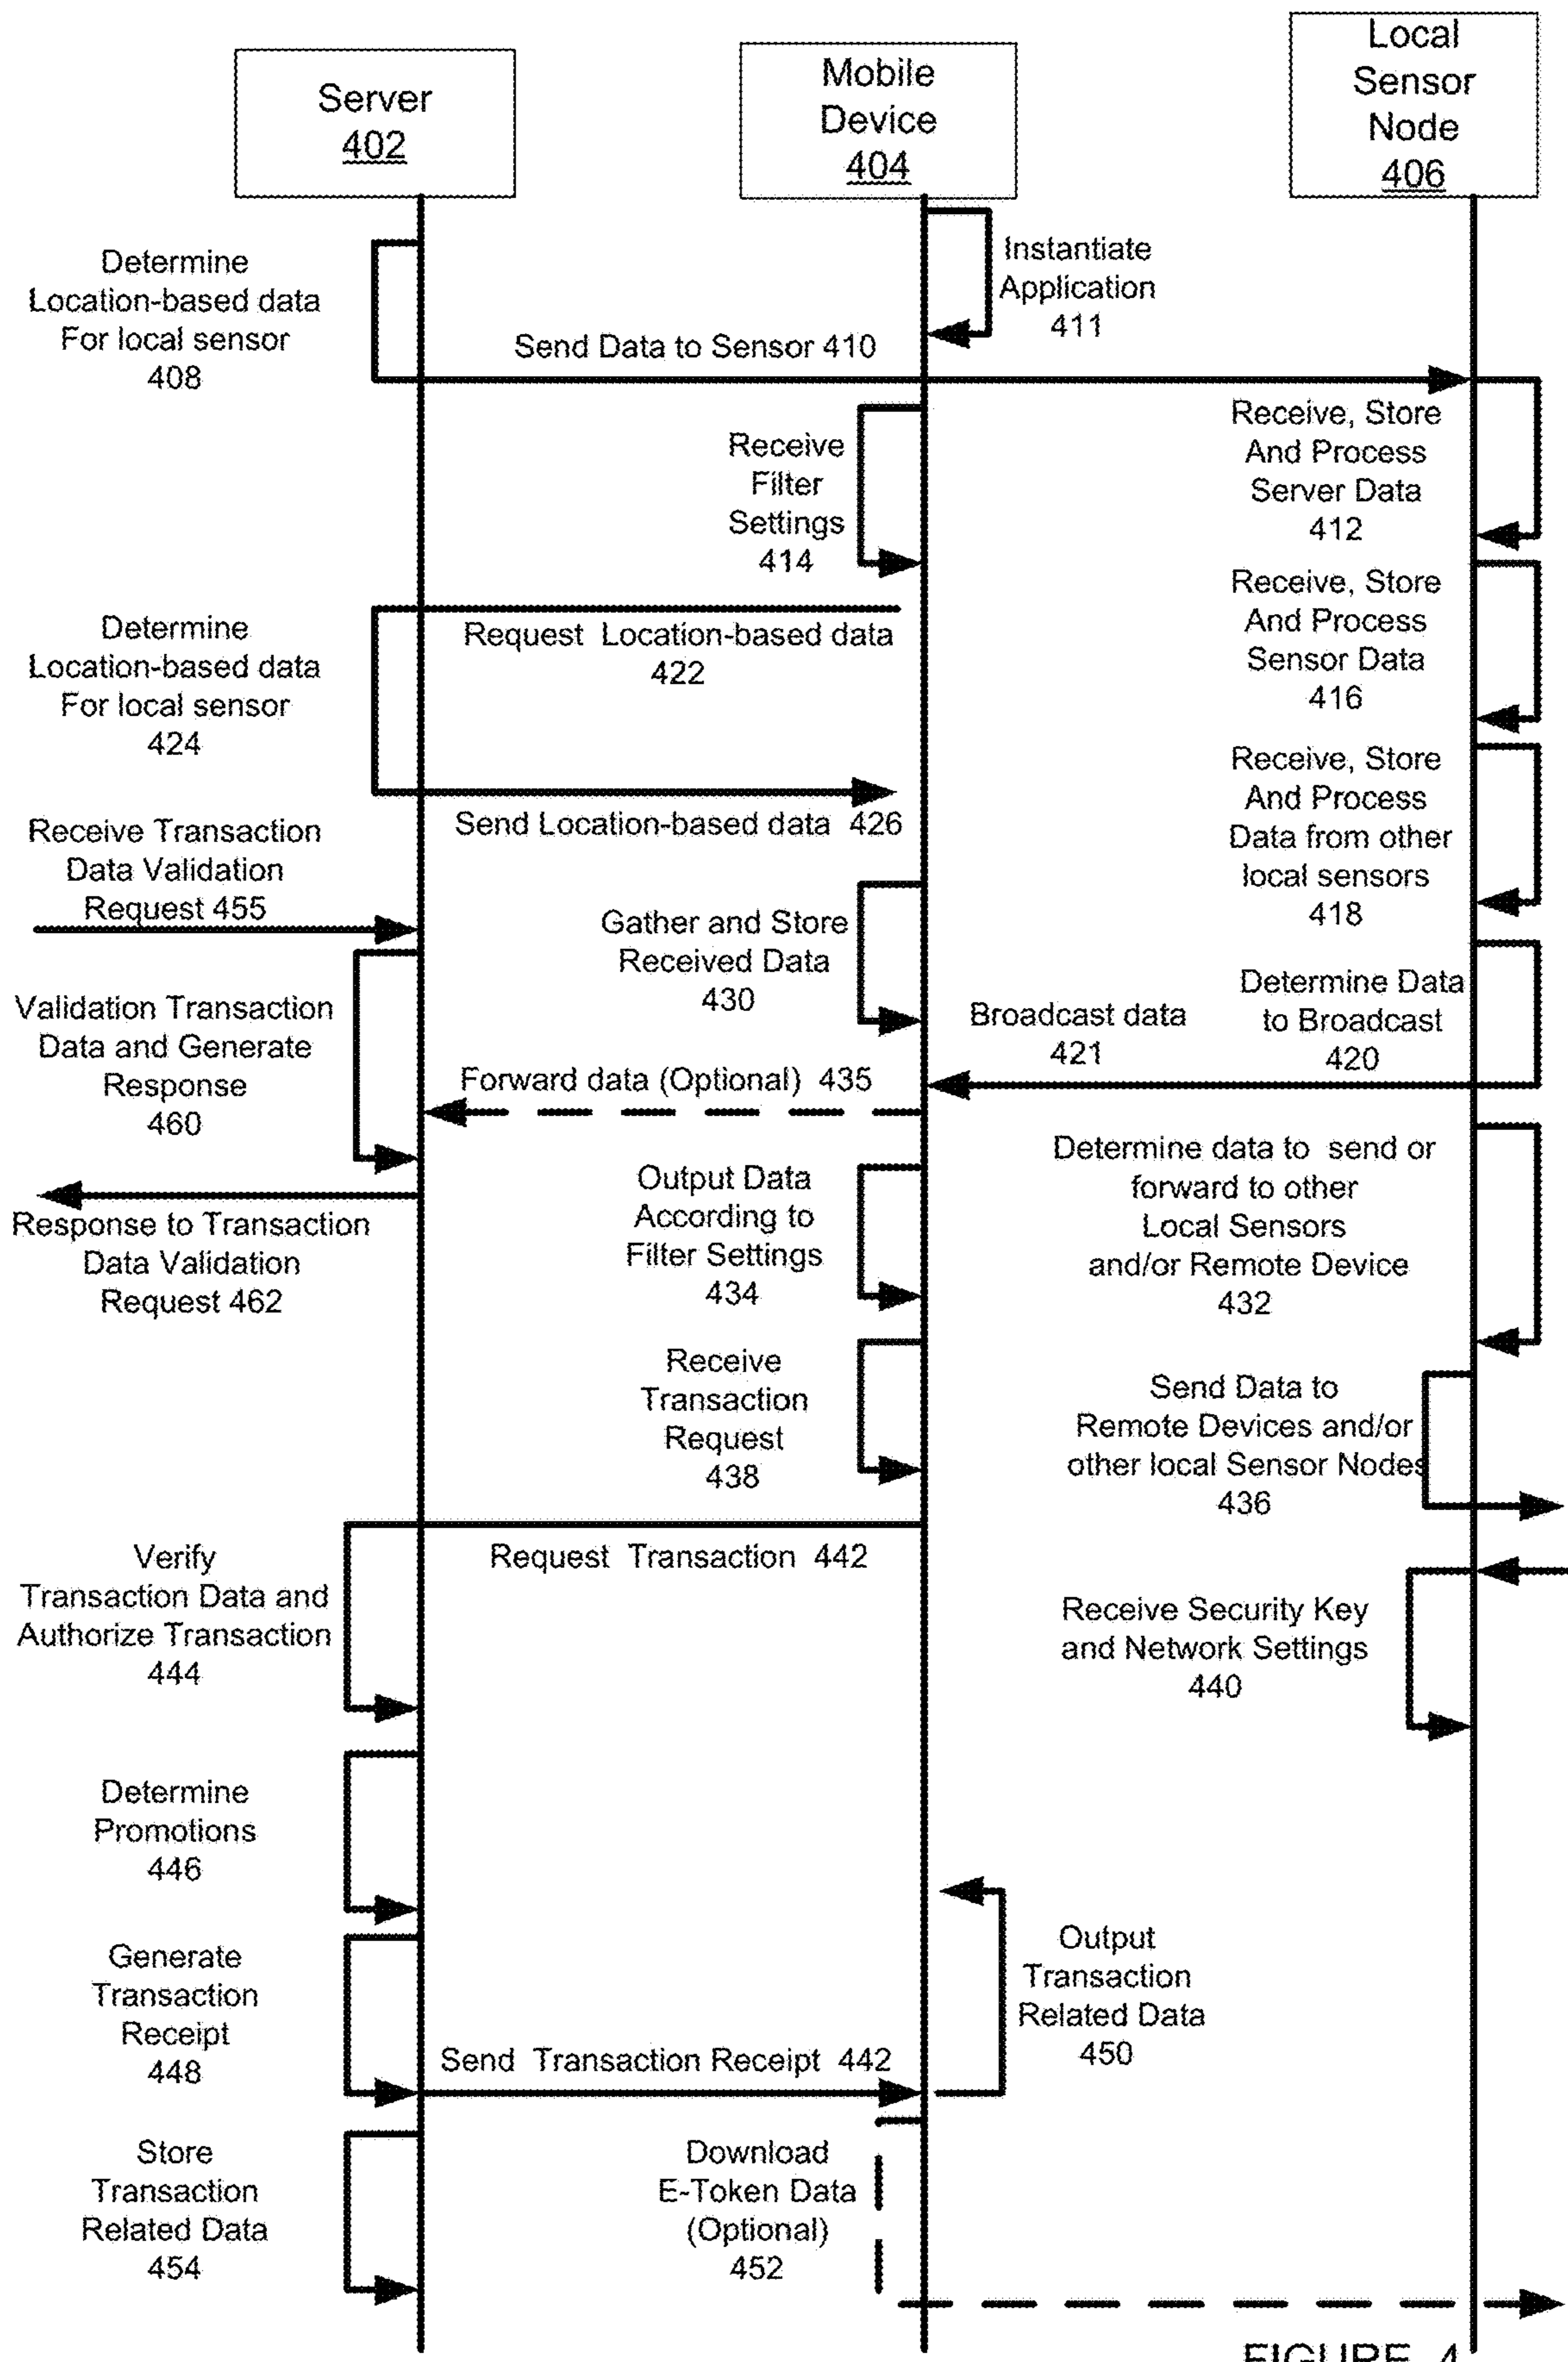 Server
402
Mobile
Device
404
Local
Sensor
Node
406
Determine
Location-based data
For local sensor
408
Instantiate
Application
411
Send Data to Sensor 410
Receive, Store
And Process
Server Data
412
Receive
Filter
Settings
414
Receive, Store
And Process
Sensor Data
416
Determine
Location-based data
For local sensor
424
Request Location-based data
422
Send Location-based data 426
Receive, Store
And Process
Data from other
local sensors
418
Receive Transaction
Data Validation
Request 455
Gather and Store
Received Data
430
Determine Data
to Broadcast
420
Broadcast data
421
Validation Transaction
Data and Generate
Response
460
Forward data (Optional) 435
Determine data to send or
forward to other
Local Sensors
and/or Remote Device
432
Output Data
According to
Filter Settings
434
Response to Transaction
Data Validation
Request 462
Receive
Transaction
Request
438
Send Data to
Remote Devices and/or
other local Sensor Nodes
436
Verify
Transaction Data and
Authorize Transaction
444
Request Transaction 442
Receive Security Key
and Network Settings
440
Determine
Promotions
446
Generate
Transaction
Receipt
448
Output
Transaction
Related Data
450
Send Transaction Receipt 442
Store
Transaction
Related Data
454
Download
E-Token Data
(Optional)
452
FIGURE 4